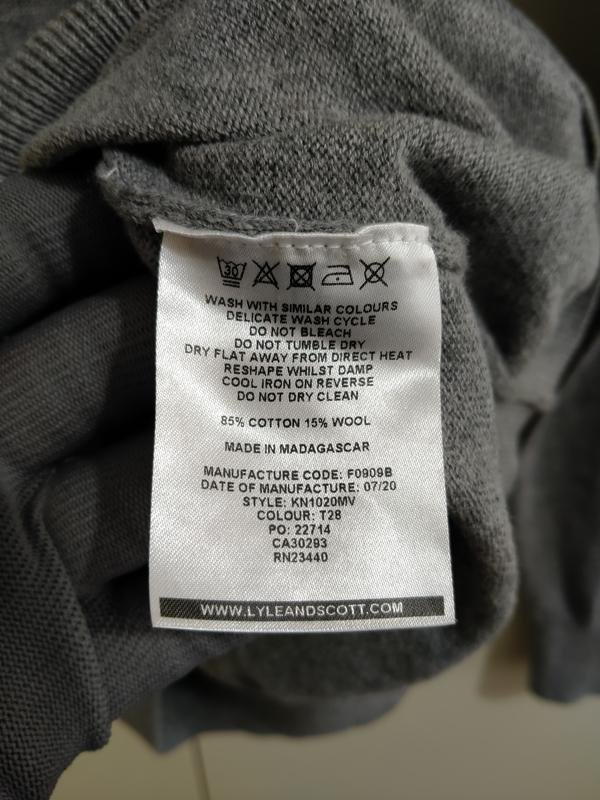 30
WASH WITH SIMILAR COLOURS
DELICATE WASH CYCLE
DO NOT BLEACH
DO NOT TUMBLE DRY
DRY FLAT AWAY FROM DIRECT HEAT
RESHAPE WHILST DAMP
COOL IRON ON REVERSE
DO NOT DRY CLEAN
85% COTTON 15% WOOL
MADE IN MADAGASCAR
MANUFACTURE CODE: F0909B
DATE OF MANUFACTURE: 07/20
STYLE: KN1020MV
COLOUR: T28
PO: 22714
CA30293
RN23440
WWW.LYLEANDSCOTT.COM